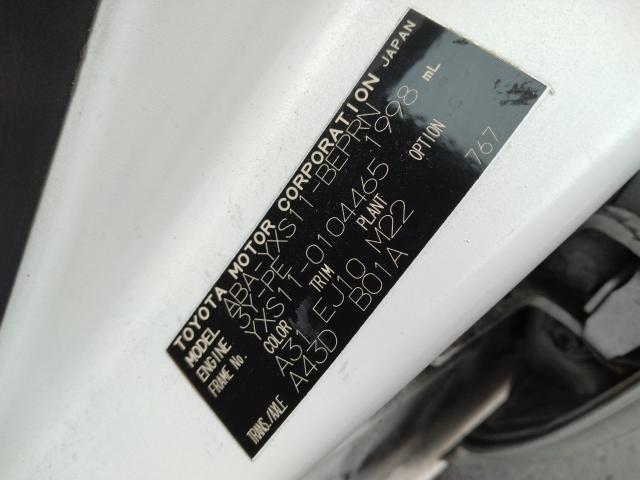 TOYOTA MOTOR CORPORATION JAPAN
MODEL ABA-YXS11-BEPRN
ENGINE 3Y-PE 1998 mL
FRAME No. YXS11-0104465
COLOR TRIM PLANT OPTION
A31 EJ10 M22 767
TRANS./AXLE A43D B01A